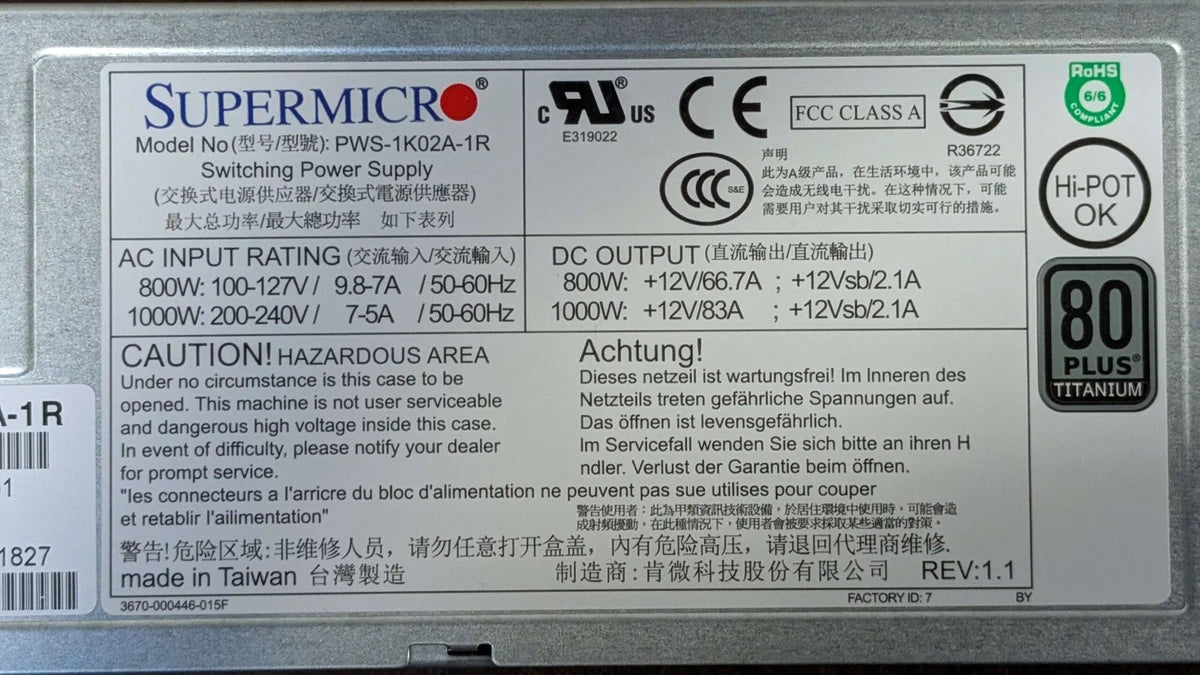 SUPERMICRO®
Model No (型号/型號): PWS-1K02A-1R
Switching Power Supply
(交换式电源供应器/交換式電源供應器)
最大总功率/最大總功率 如下表列
c RU® US
E319022
CE
FCC CLASS A
R36722
CCC S&E
声明
此为A级产品，在生活环境中，该产品可能
会造成无线电干扰。在这种情况下，可能
需要用户对其干扰采取切实可行的措施。
RoHS
6/6
COMPLIANT
Hi-POT
OK
80
PLUS®
TITANIUM
AC INPUT RATING (交流输入/交流輸入)
800W: 100-127V / 9.8-7A / 50-60Hz
1000W: 200-240V / 7-5A / 50-60Hz
DC OUTPUT (直流输出/直流輸出)
800W: +12V/66.7A ; +12Vsb/2.1A
1000W: +12V/83A ; +12Vsb/2.1A
CAUTION! HAZARDOUS AREA
Under no circumstance is this case to be
opened. This machine is not user serviceable
and dangerous high voltage inside this case.
In event of difficulty, please notify your dealer
for prompt service.
Achtung!
Dieses netzeil ist wartungsfrei! Im Inneren des
Netzteils treten gefährliche Spannungen auf.
Das öffnen ist levensgefährlich.
Im Servicefall wenden Sie sich bitte an ihren H
ndler. Verlust der Garantie beim öffnen.
"les connecteurs a l'arricre du bloc d'alimentation ne peuvent pas sue utilises pour couper
et retablir l'ailimentation"
警告使用者：此為甲類資訊技術設備，於居住環境中使用時，可能會造
成射頻擾動，在此種情況下，使用者會被要求採取某些適當的對策。
警告!危险区域:非维修人员，请勿任意打开盒盖，內有危险高压，请退回代理商维修.
made in Taiwan 台灣製造
制造商:肯微科技股份有限公司 REV:1.1
3670-000446-015F
FACTORY ID: 7 BY
A-1R
1
1827